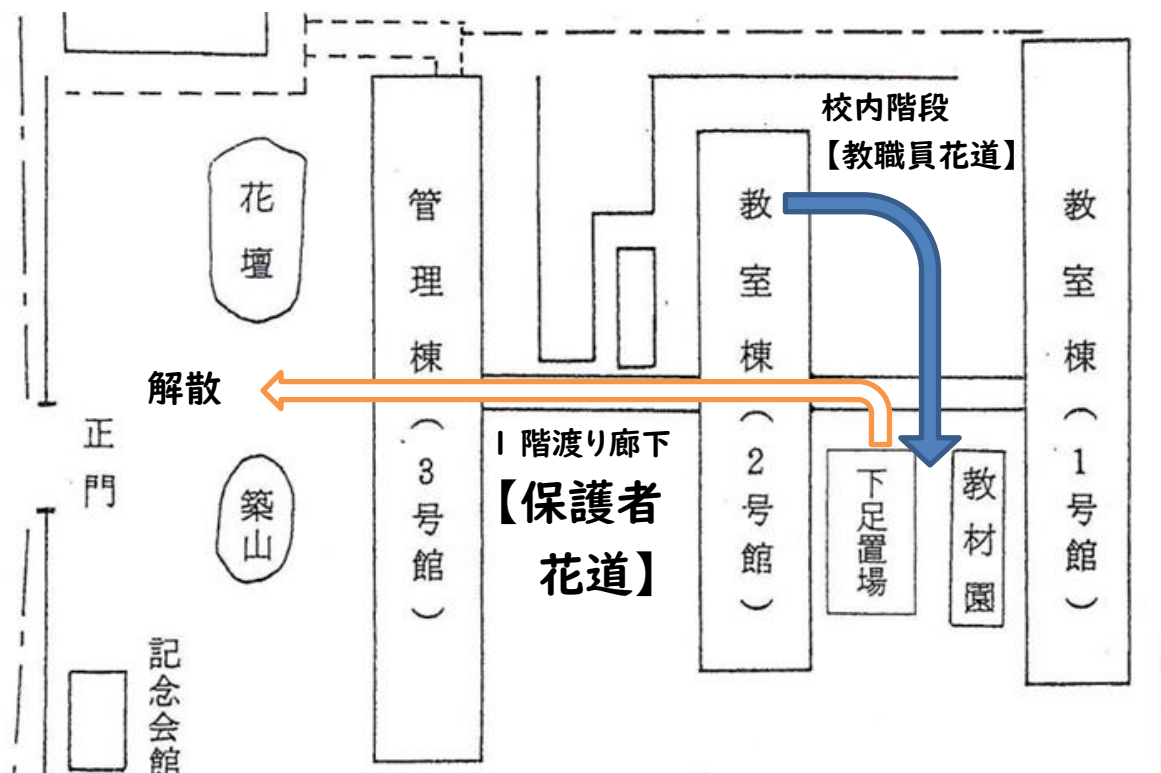 校内階段
【教職員花道】
花壇
管理棟（3号館）
教室棟（2号館）
教室棟（1号館）
解散
正門
築山
1階渡り廊下
【保護者
花道】
下足置場
教材園
記念会館